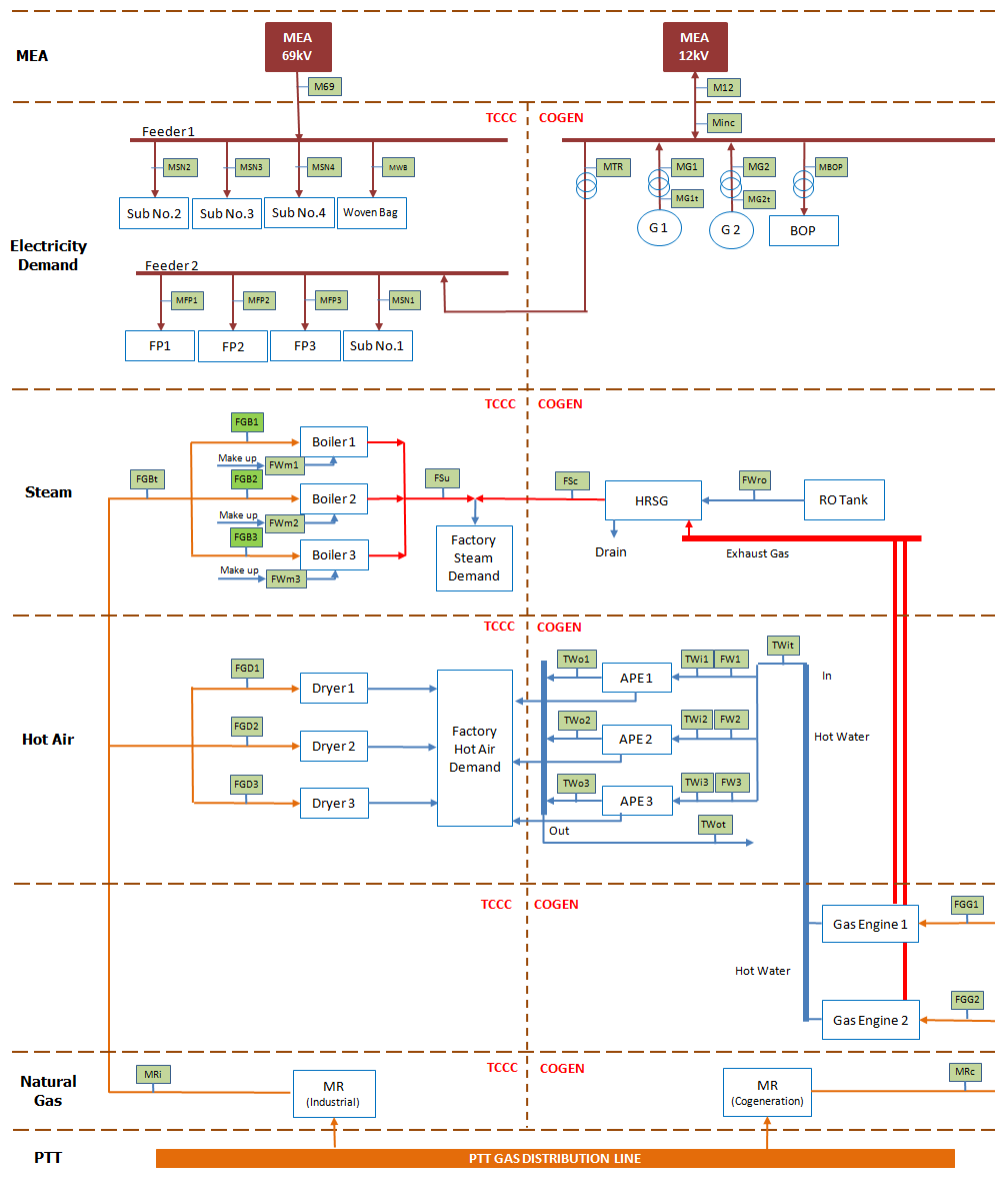 MEA
MEA
69kV
MEA
12kV
M69
M12
TCCC
COGEN
Minc
Feeder 1
MSN2
MSN3
MSN4
MWB
MTR
MG1
MG2
MBOP
MG1t
MG2t
Sub No.2
Sub No.3
Sub No.4
Woven Bag
G 1
G 2
BOP
Electricity
Demand
Feeder 2
MFP1
MFP2
MFP3
MSN1
FP1
FP2
FP3
Sub No.1
TCCC
COGEN
FGB1
Boiler 1
Make up
FWm1
FGBt
FGB2
FSu
FSc
FWro
Steam
Boiler 2
HRSG
RO Tank
Make up
FWm2
FGB3
Boiler 3
Factory
Steam
Demand
Drain
Exhaust Gas
Make up
FWm3
TCCC
COGEN
TWit
FGD1
TWo1
TWi1
FW1
Dryer 1
APE 1
In
FGD2
TWo2
TWi2
FW2
Hot Air
Dryer 2
Factory
Hot Air
Demand
APE 2
Hot Water
FGD3
TWo3
TWi3
FW3
Dryer 3
APE 3
Out
TWot
TCCC
COGEN
FGG1
Gas Engine 1
Hot Water
FGG2
Gas Engine 2
TCCC
COGEN
Natural
Gas
MRi
MR
(Industrial)
MR
(Cogeneration)
MRc
PTT
PTT GAS DISTRIBUTION LINE